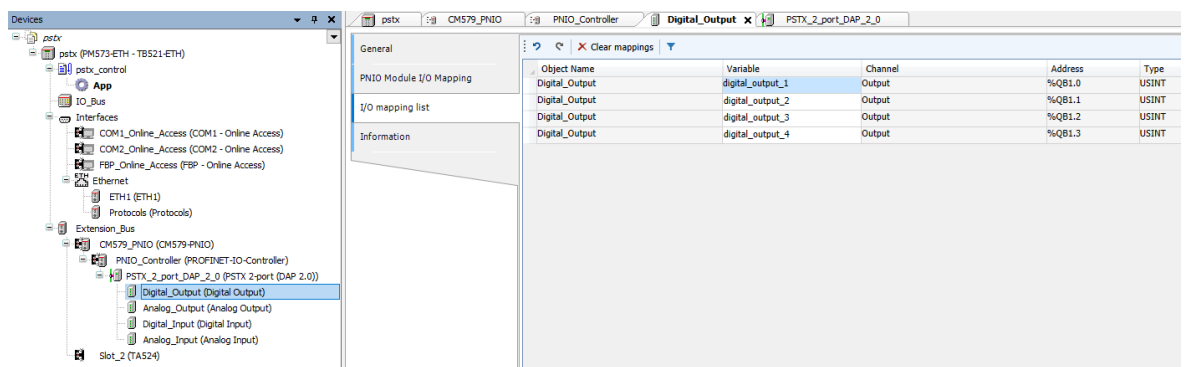 Devices
pstx
pstx (PM573-ETH - TB521-ETH)
pstx_control
App
IO_Bus
Interfaces
COM1_Online_Access (COM1 - Online Access)
COM2_Online_Access (COM2 - Online Access)
FBP_Online_Access (FBP - Online Access)
ETH Ethernet
ETH1 (ETH1)
Protocols (Protocols)
Extension_Bus
CM579_PNIO (CM579-PNIO)
PNIO_Controller (PROFINET-IO-Controller)
PSTX_2_port_DAP_2_0 (PSTX 2-port (DAP 2.0))
Digital_Output (Digital Output)
Analog_Output (Analog Output)
Digital_Input (Digital Input)
Analog_Input (Analog Input)
Slot_2 (TA524)
pstx CM579_PNIO PNIO_Controller Digital_Output PSTX_2_port_DAP_2_0
General
PNIO Module I/O Mapping
I/O mapping list
Information
Clear mappings
Object Name Variable Channel Address Type
Digital_Output digital_output_1 Output %QB1.0 USINT
Digital_Output digital_output_2 Output %QB1.1 USINT
Digital_Output digital_output_3 Output %QB1.2 USINT
Digital_Output digital_output_4 Output %QB1.3 USINT